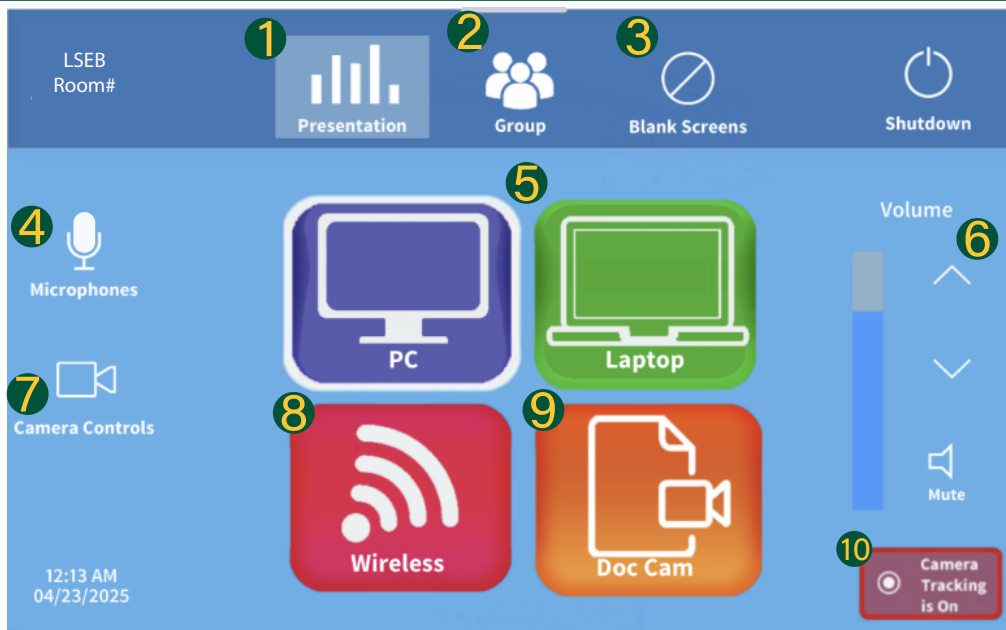 1
2
3
LSEB
Room#
Presentation
Group
Blank Screens
Shutdown
4
Microphones
5
PC
Laptop
Volume
6
7
Camera Controls
8
Wireless
9
Doc Cam
Mute
10
Camera
Tracking
is On
12:13 AM
04/23/2025